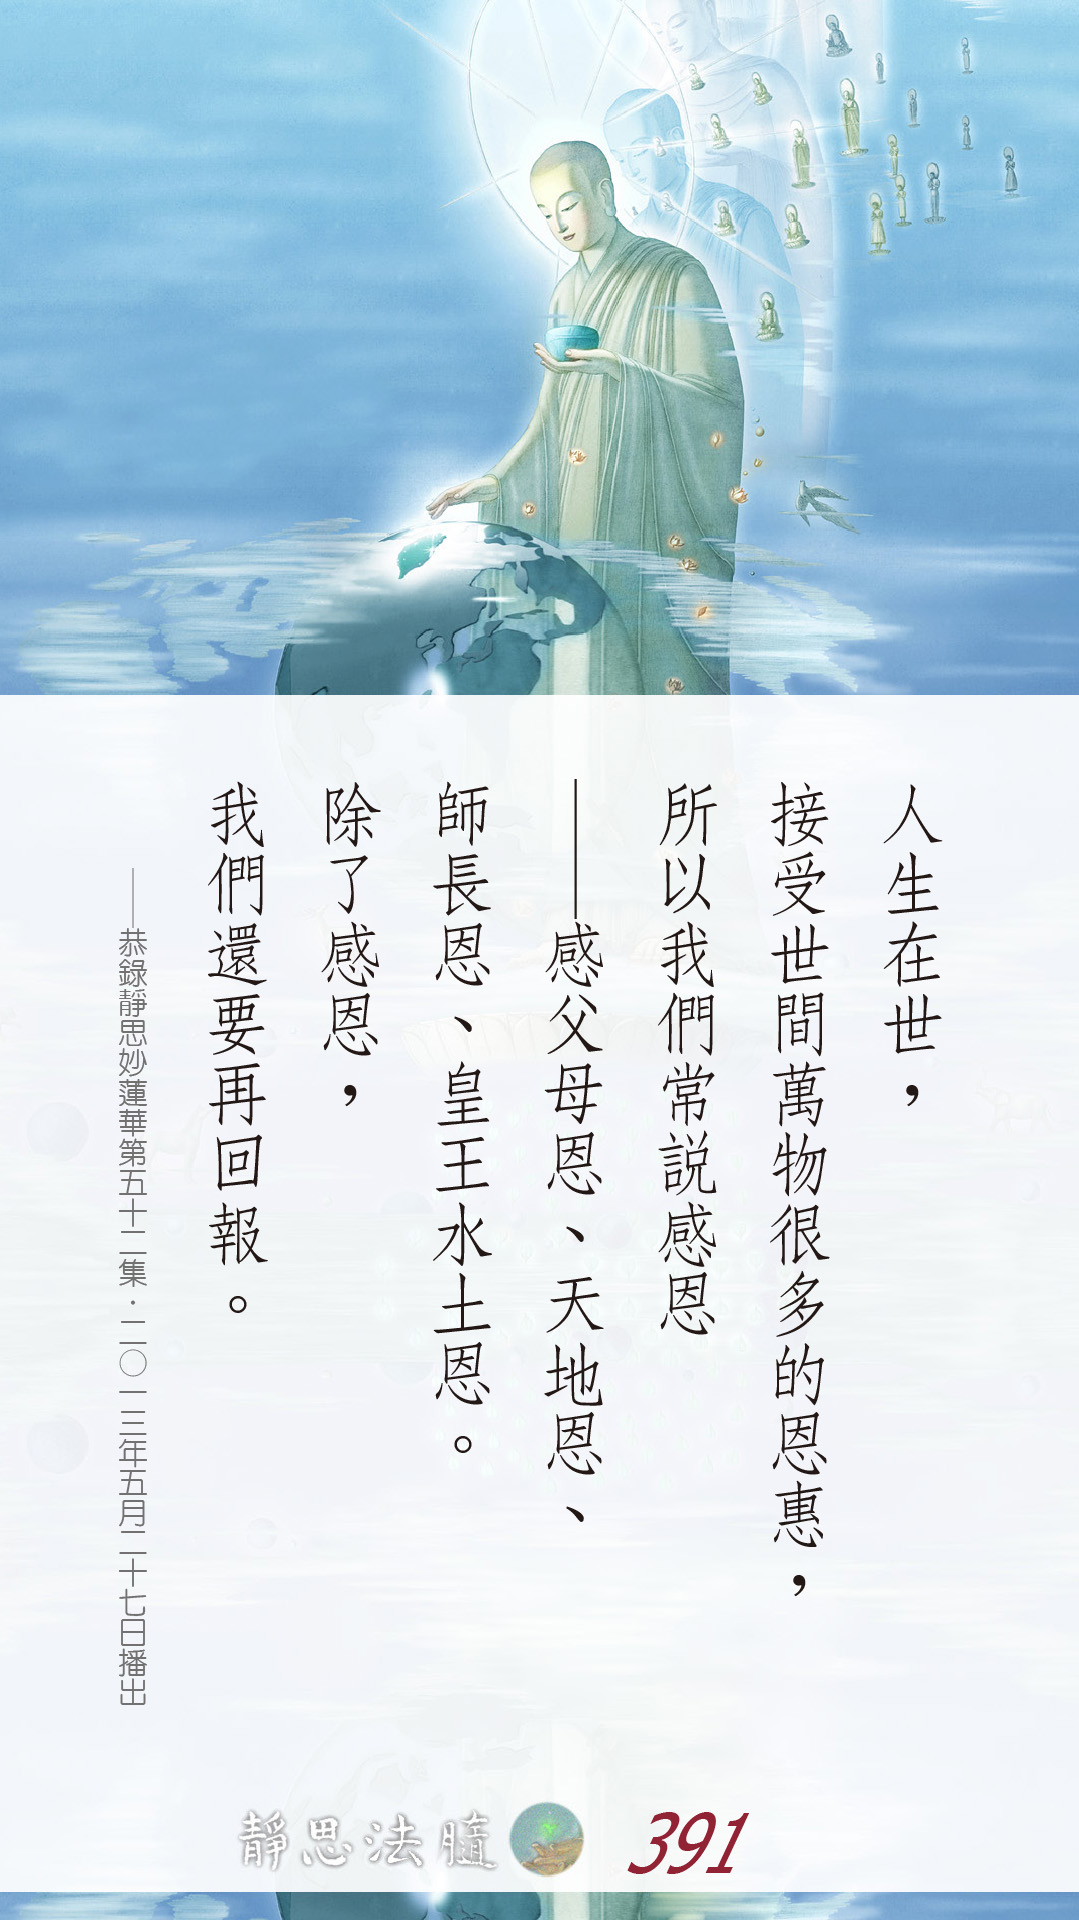 人生在世，
接受世間萬物很多的恩惠，
所以我們常説感恩
——感父母恩、天地恩、
師長恩、皇王水土恩。
除了感恩，
我們還要再回報。
——恭錄靜思妙蓮華第五十二集．二〇一三年五月二十七日播出
靜思法髓
391